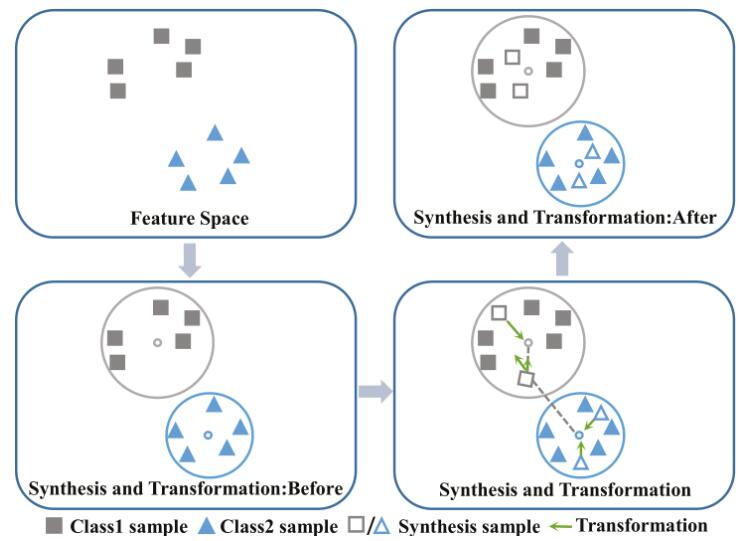 Feature Space
Synthesis and Transformation:After
Synthesis and Transformation:Before
Synthesis and Transformation
Class1 sample Class2 sample / Synthesis sample Transformation